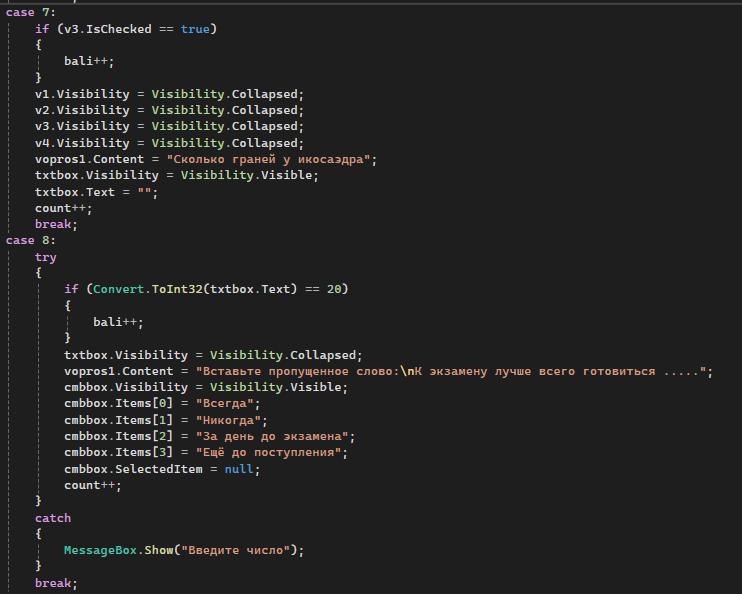 case 7:
    if (v3.IsChecked == true)
    {
        bali++;
    }
    v1.Visibility = Visibility.Collapsed;
    v2.Visibility = Visibility.Collapsed;
    v3.Visibility = Visibility.Collapsed;
    v4.Visibility = Visibility.Collapsed;
    vopros1.Content = "Сколько граней у икосаэдра";
    txtbox.Visibility = Visibility.Visible;
    txtbox.Text = "";
    count++;
    break;
case 8:
    try
    {
        if (Convert.ToInt32(txtbox.Text) == 20)
        {
            bali++;
        }
        txtbox.Visibility = Visibility.Collapsed;
        vopros1.Content = "Вставьте пропущенное слово:\nК экзамену лучше всего готовиться .....";
        cmbbox.Visibility = Visibility.Visible;
        cmbbox.Items[0] = "Всегда";
        cmbbox.Items[1] = "Никогда";
        cmbbox.Items[2] = "За день до экзамена";
        cmbbox.Items[3] = "Ещё до поступления";
        cmbbox.SelectedItem = null;
        count++;
    }
    catch
    {
        MessageBox.Show("Введите число");
    }
    break;